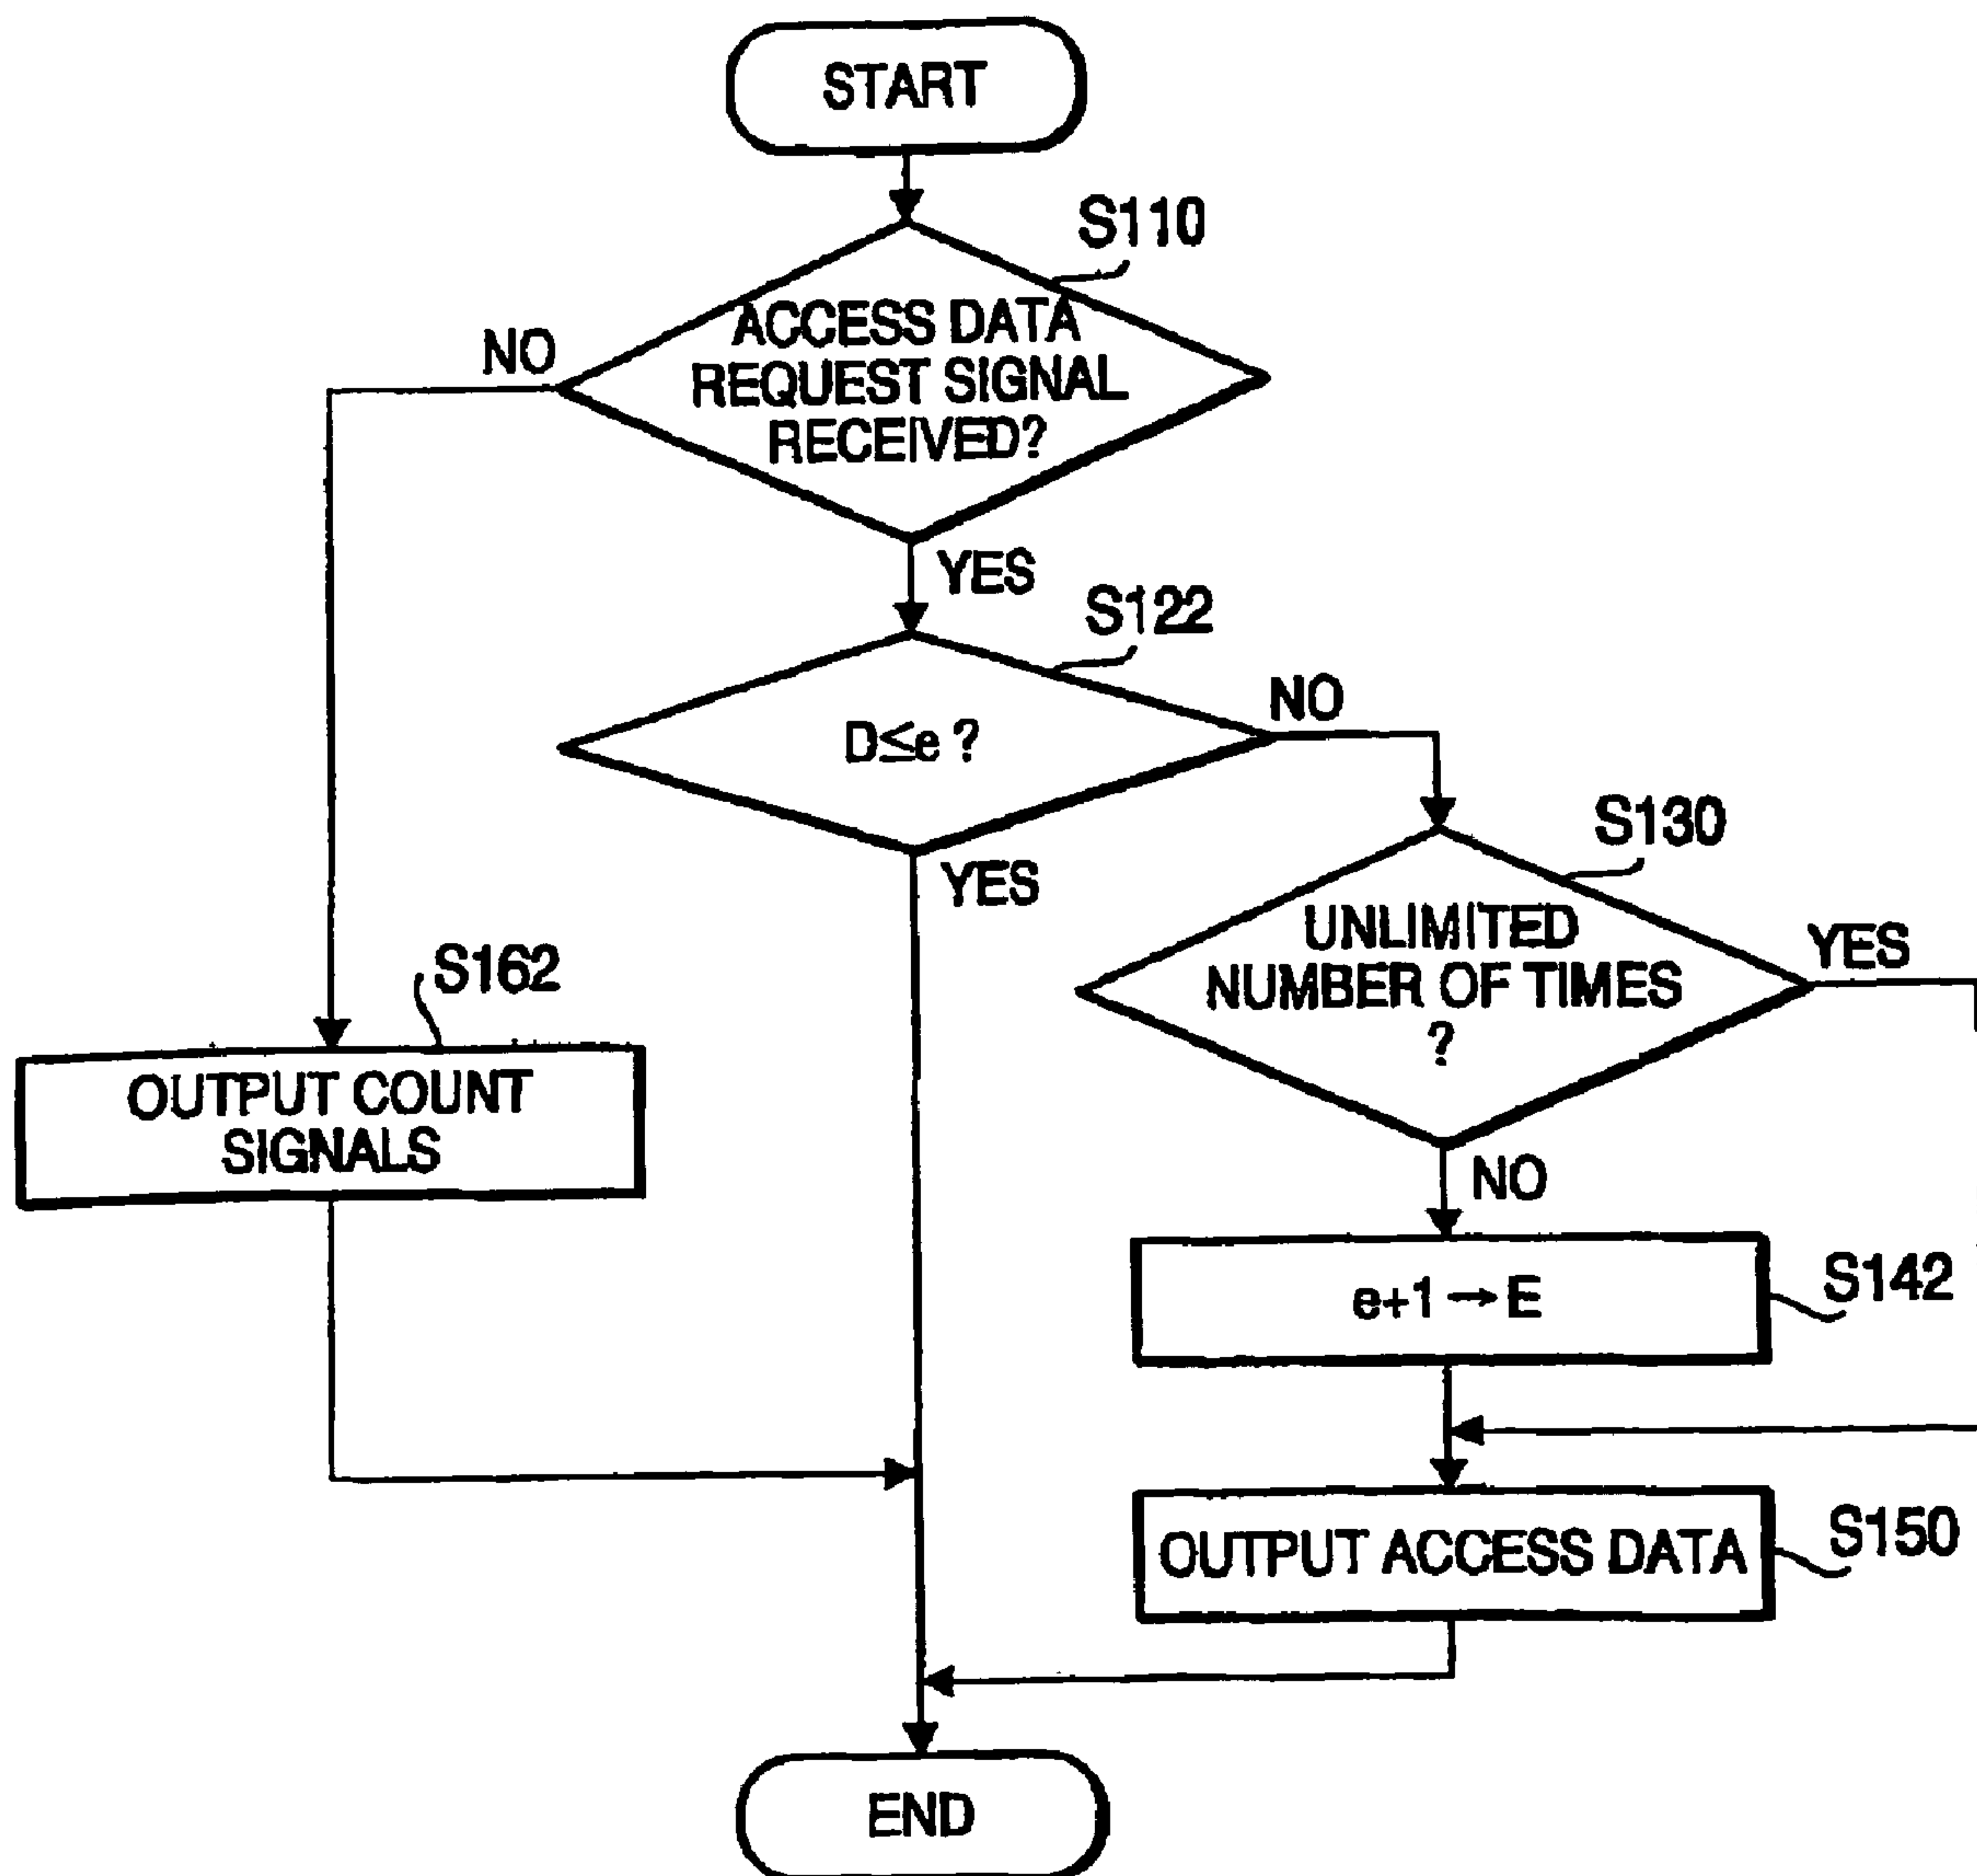 START
S110
ACCESS DATA
REQUEST SIGNAL
RECEIVED?
NO
YES
S122
D≤e ?
NO
YES
S130
UNLIMITED
NUMBER OF TIMES
?
YES
NO
S162
OUTPUT COUNT
SIGNALS
e+1→E
S142
OUTPUT ACCESS DATA
S150
END